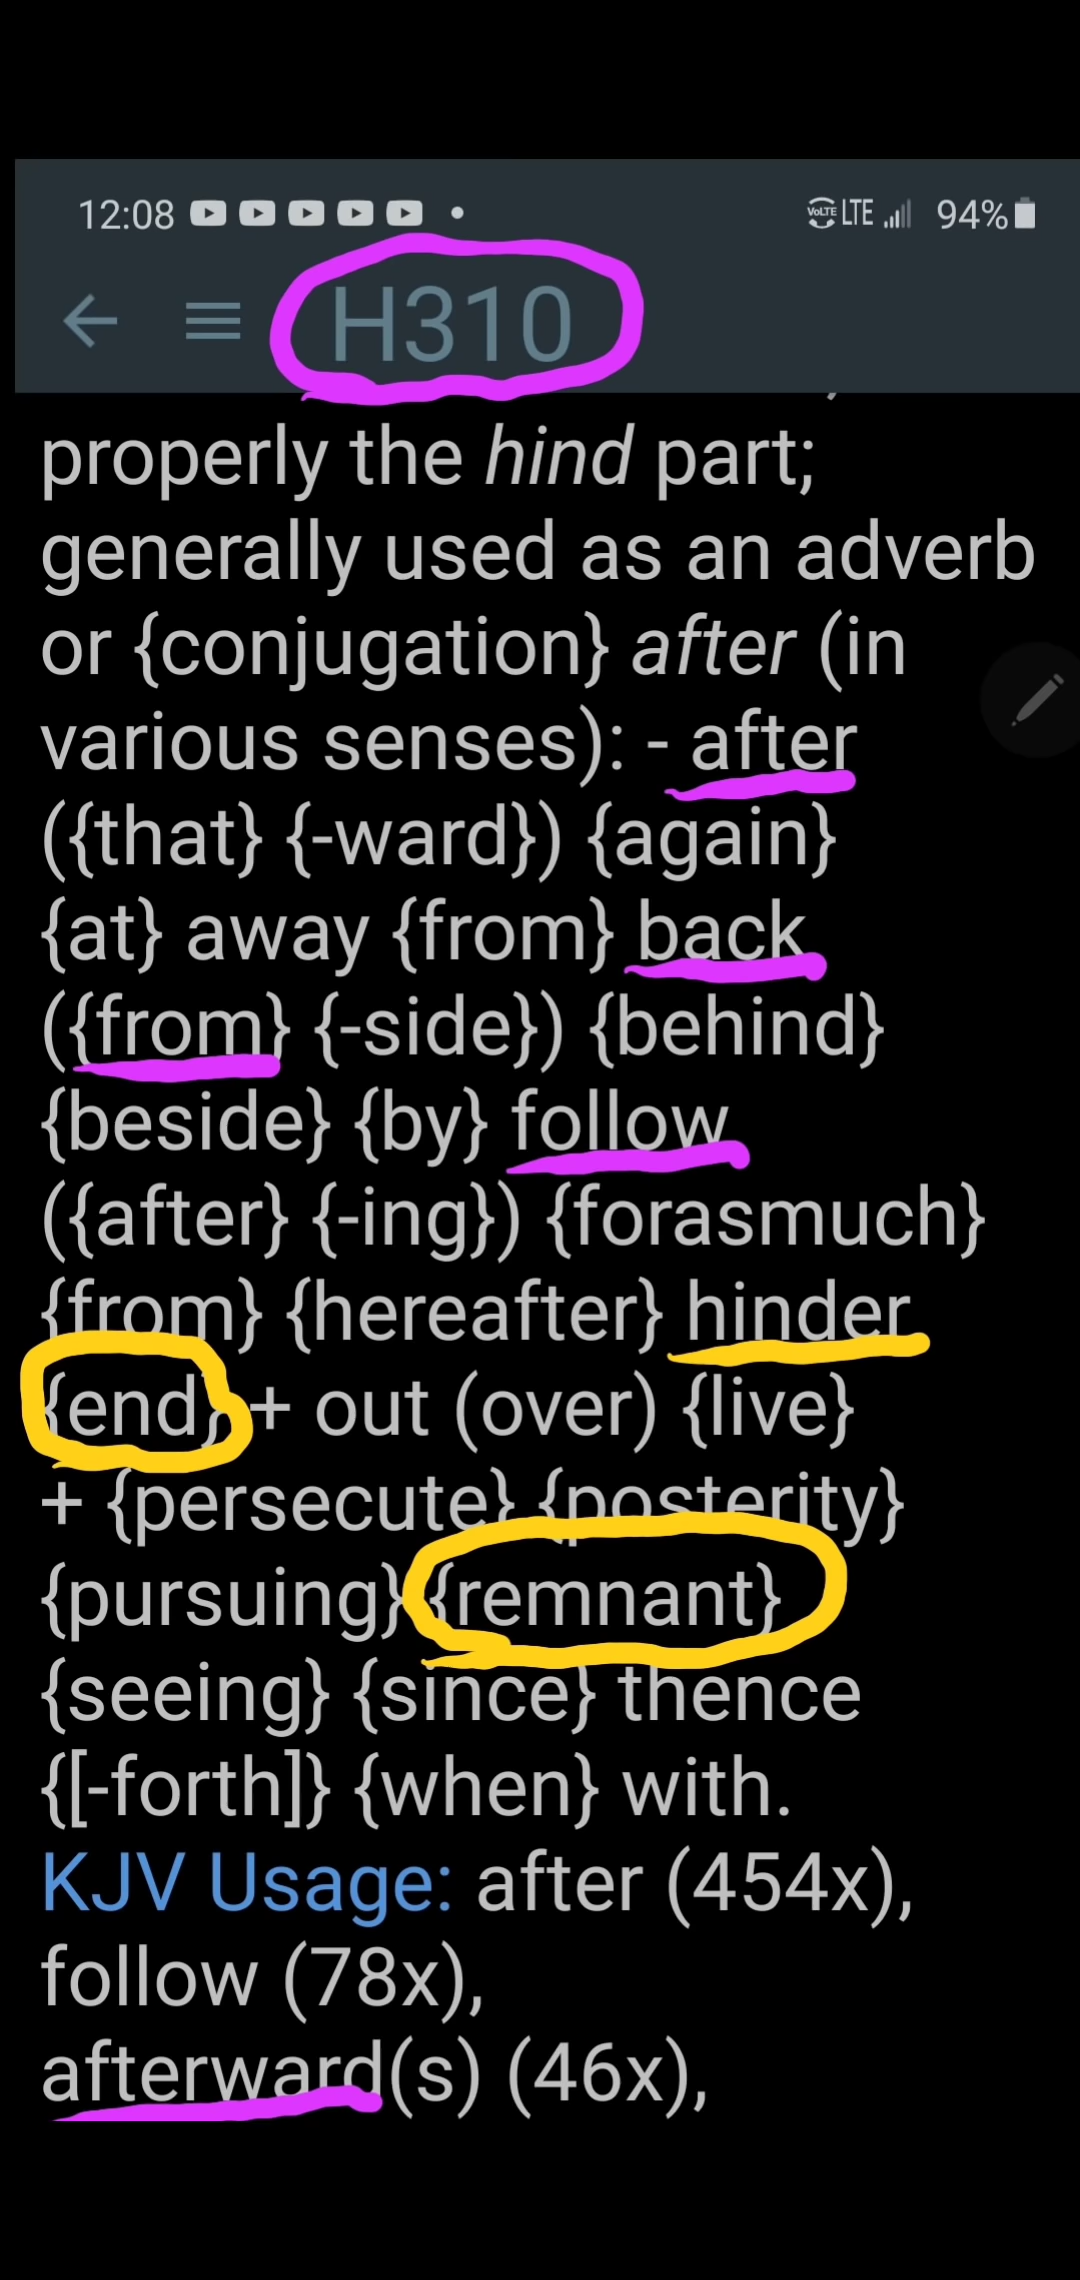 12:08
VoLTE LTE 94%
H310
properly the hind part;
generally used as an adverb
or {conjugation} after (in
various senses): - after
({that} {-ward}) {again}
{at} away {from} back
({from} {-side}) {behind}
{beside} {by} follow
({after} {-ing}) {forasmuch}
{from} {hereafter} hinder
{end} + out (over) {live}
+ {persecute} {posterity}
{pursuing} {remnant}
{seeing} {since} thence
{[-forth]} {when} with.
KJV Usage: after (454x),
follow (78x),
afterward(s) (46x),